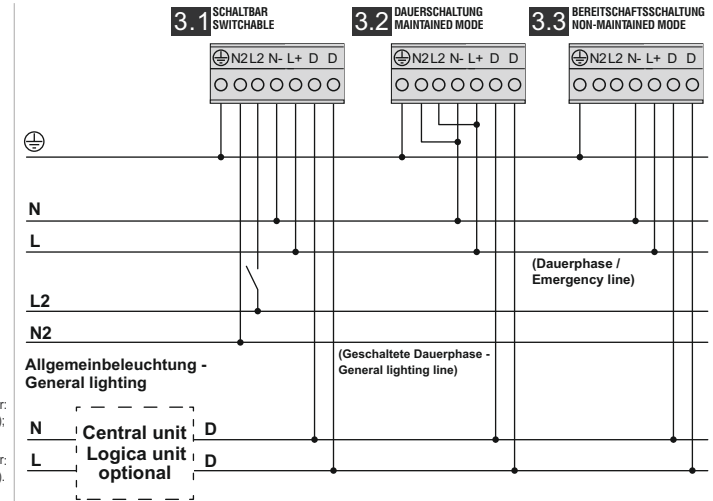 3.1 SCHALTBAR
SWITCHABLE
3.2 DAUERSCHALTUNG
MAINTAINED MODE
3.3 BEREITSCHAFTSSCHALTUNG
NON-MAINTAINED MODE
N2 L2 N- L+ D D
N2 L2 N- L+ D D
N2 L2 N- L+ D D
N
L
(Dauerphase /
Emergency line)
L2
N2
Allgemeinbeleuchtung -
General lighting
(Geschaltete Dauerphase -
General lighting line)
r:
);
N
Central unit
D
Logica unit
L
D
optional
r:
).